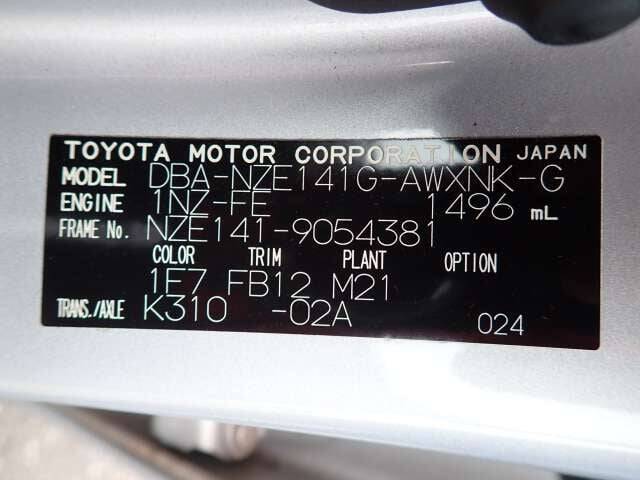 TOYOTA MOTOR CORPORATION JAPAN
MODEL DBA-NZE141G-AWXNK-G
ENGINE 1NZ-FE 1496 mL
FRAME No. NZE141-9054381
COLOR TRIM PLANT OPTION
1F7 FB12 M21
TRANS./AXLE K310 -02A 024